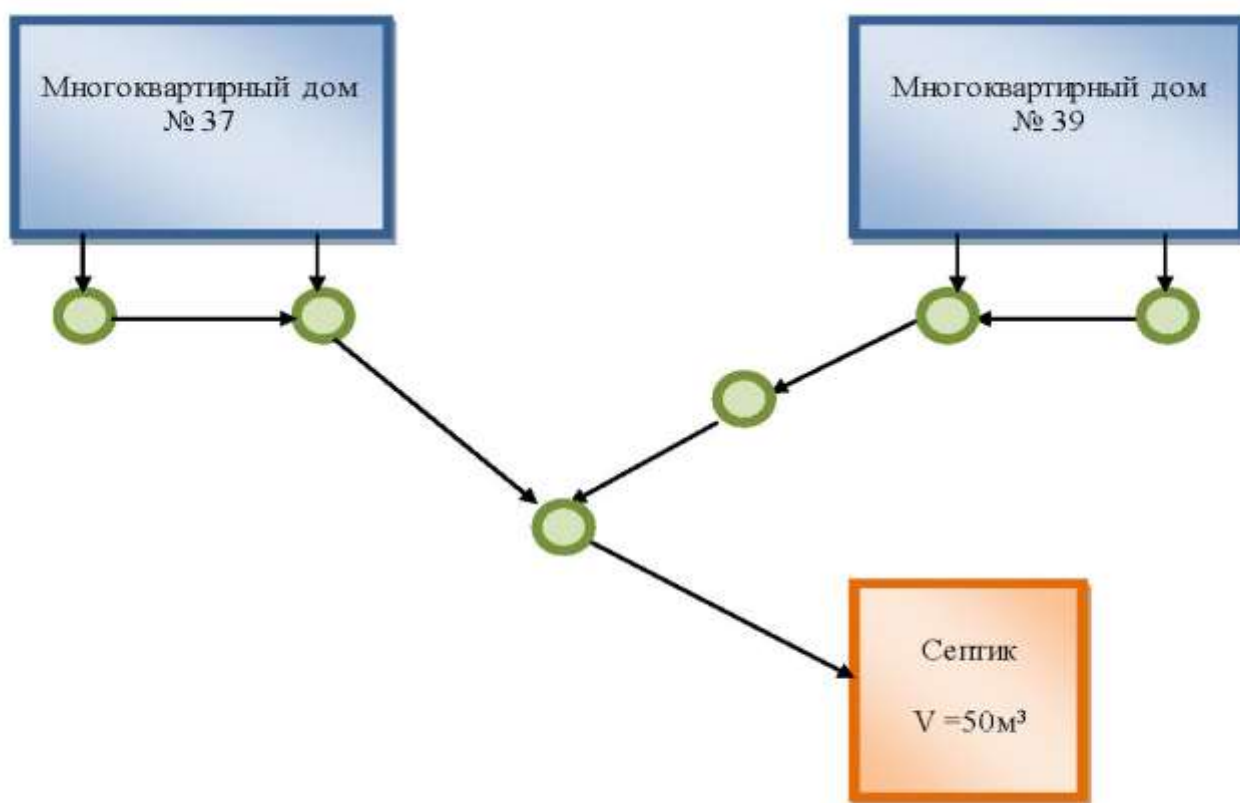 Многоквартирный дом
№ 37
Многоквартирный дом
№ 39
Септик
V =50м³